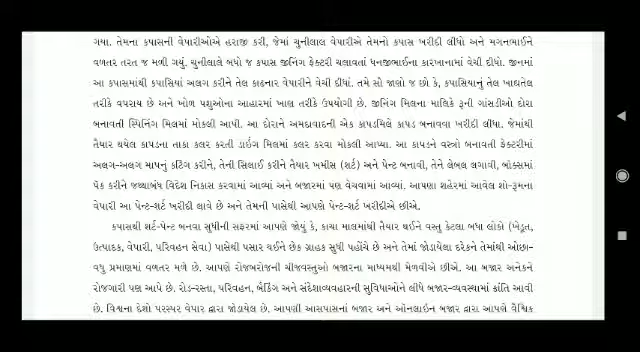 ગયા. તેમના કપાસની વેપારીઓએ હરાજી કરી, જેમાં ચુનીલાલ વેપારીએ તેમનો કપાસ ખરીદી લીધો અને મગનભાઈને
વળતર તરત જ મળી ગયું. ચુનીલાલે બધો જ કપાસ જીનિંગ ફેક્ટરી ચલાવતાં ધનજીભાઈના કારખાનામાં વેચી દીધો. જીનમાં
આ કપાસમાંથી કપાસિયાં અલગ કરીને તેલ કાઢનાર વેપારીને વેચી દીધાં. તમે સૌ જાણો જ છો કે, કપાસિયાનું તેલ ખાદ્યતેલ
તરીકે વપરાય છે અને ખોળ પશુઓના આહારમાં ખાણ તરીકે ઉપયોગી છે. જીનિંગ મિલના માલિકે રૂની ગાંસડીઓ દોરા
બનાવતી સ્પિનિંગ મિલમાં મોકલી આપી. આ દોરાને અમદાવાદની એક કાપડમિલે કાપડ બનાવવા ખરીદી લીધા. જેમાંથી
તૈયાર થયેલ કાપડના તાકા કલર કરતી ડાઇંગ મિલમાં કલર કરવા મોકલી આપ્યા. આ કાપડને વસ્ત્રો બનાવતી ફેક્ટરીમાં
અલગ-અલગ માપનું કટિંગ કરીને, તેની સિલાઈ કરીને તૈયાર ખમીસ (શર્ટ) અને પેન્ટ બનાવી, તેને લેબલ લગાવી, બોક્સમાં
પેક કરીને જથ્થાબંધ વિદેશ નિકાસ કરવામાં આવ્યાં અને બજારમાં પણ વેચવામાં આવ્યાં. આપણા શહેરમાં આવેલ શો-રૂમના
વેપારી આ પેન્ટ-શર્ટ ખરીદી લાવે છે અને તેમની પાસેથી આપણે પેન્ટ-શર્ટ ખરીદીએ છીએ.
કપાસથી શર્ટ-પેન્ટ બનવા સુધીની સફરમાં આપણે જોયું કે, કાચા માલમાંથી તૈયાર થઈને વસ્તુ કેટલા બધા લોકો (ખેડૂત,
ઉત્પાદક, વેપારી, પરિવહન સેવા) પાસેથી પસાર થઈને છેક ગ્રાહક સુધી પહોંચે છે અને તેમાં જોડાયેલા દરેકને તેમાંથી ઓછા-
વધુ પ્રમાણમાં વળતર મળે છે. આપણે રોજબરોજની ચીજવસ્તુઓ બજારના માધ્યમથી મેળવીએ છીએ. આ બજાર અનેકને
રોજગારી પણ આપે છે. રોડ-રસ્તા, પરિવહન, બૅંકિંગ અને સંદેશાવ્યવહારની સુવિધાઓને લીધે બજાર-વ્યવસ્થામાં ક્રાંતિ આવી
છે. વિશ્વના દેશો પરસ્પર વેપાર દ્વારા જોડાયેલ છે. આપણી આસપાસનાં બજાર અને ઓનલાઇન બજાર દ્વારા આપણે વૈશ્વિક